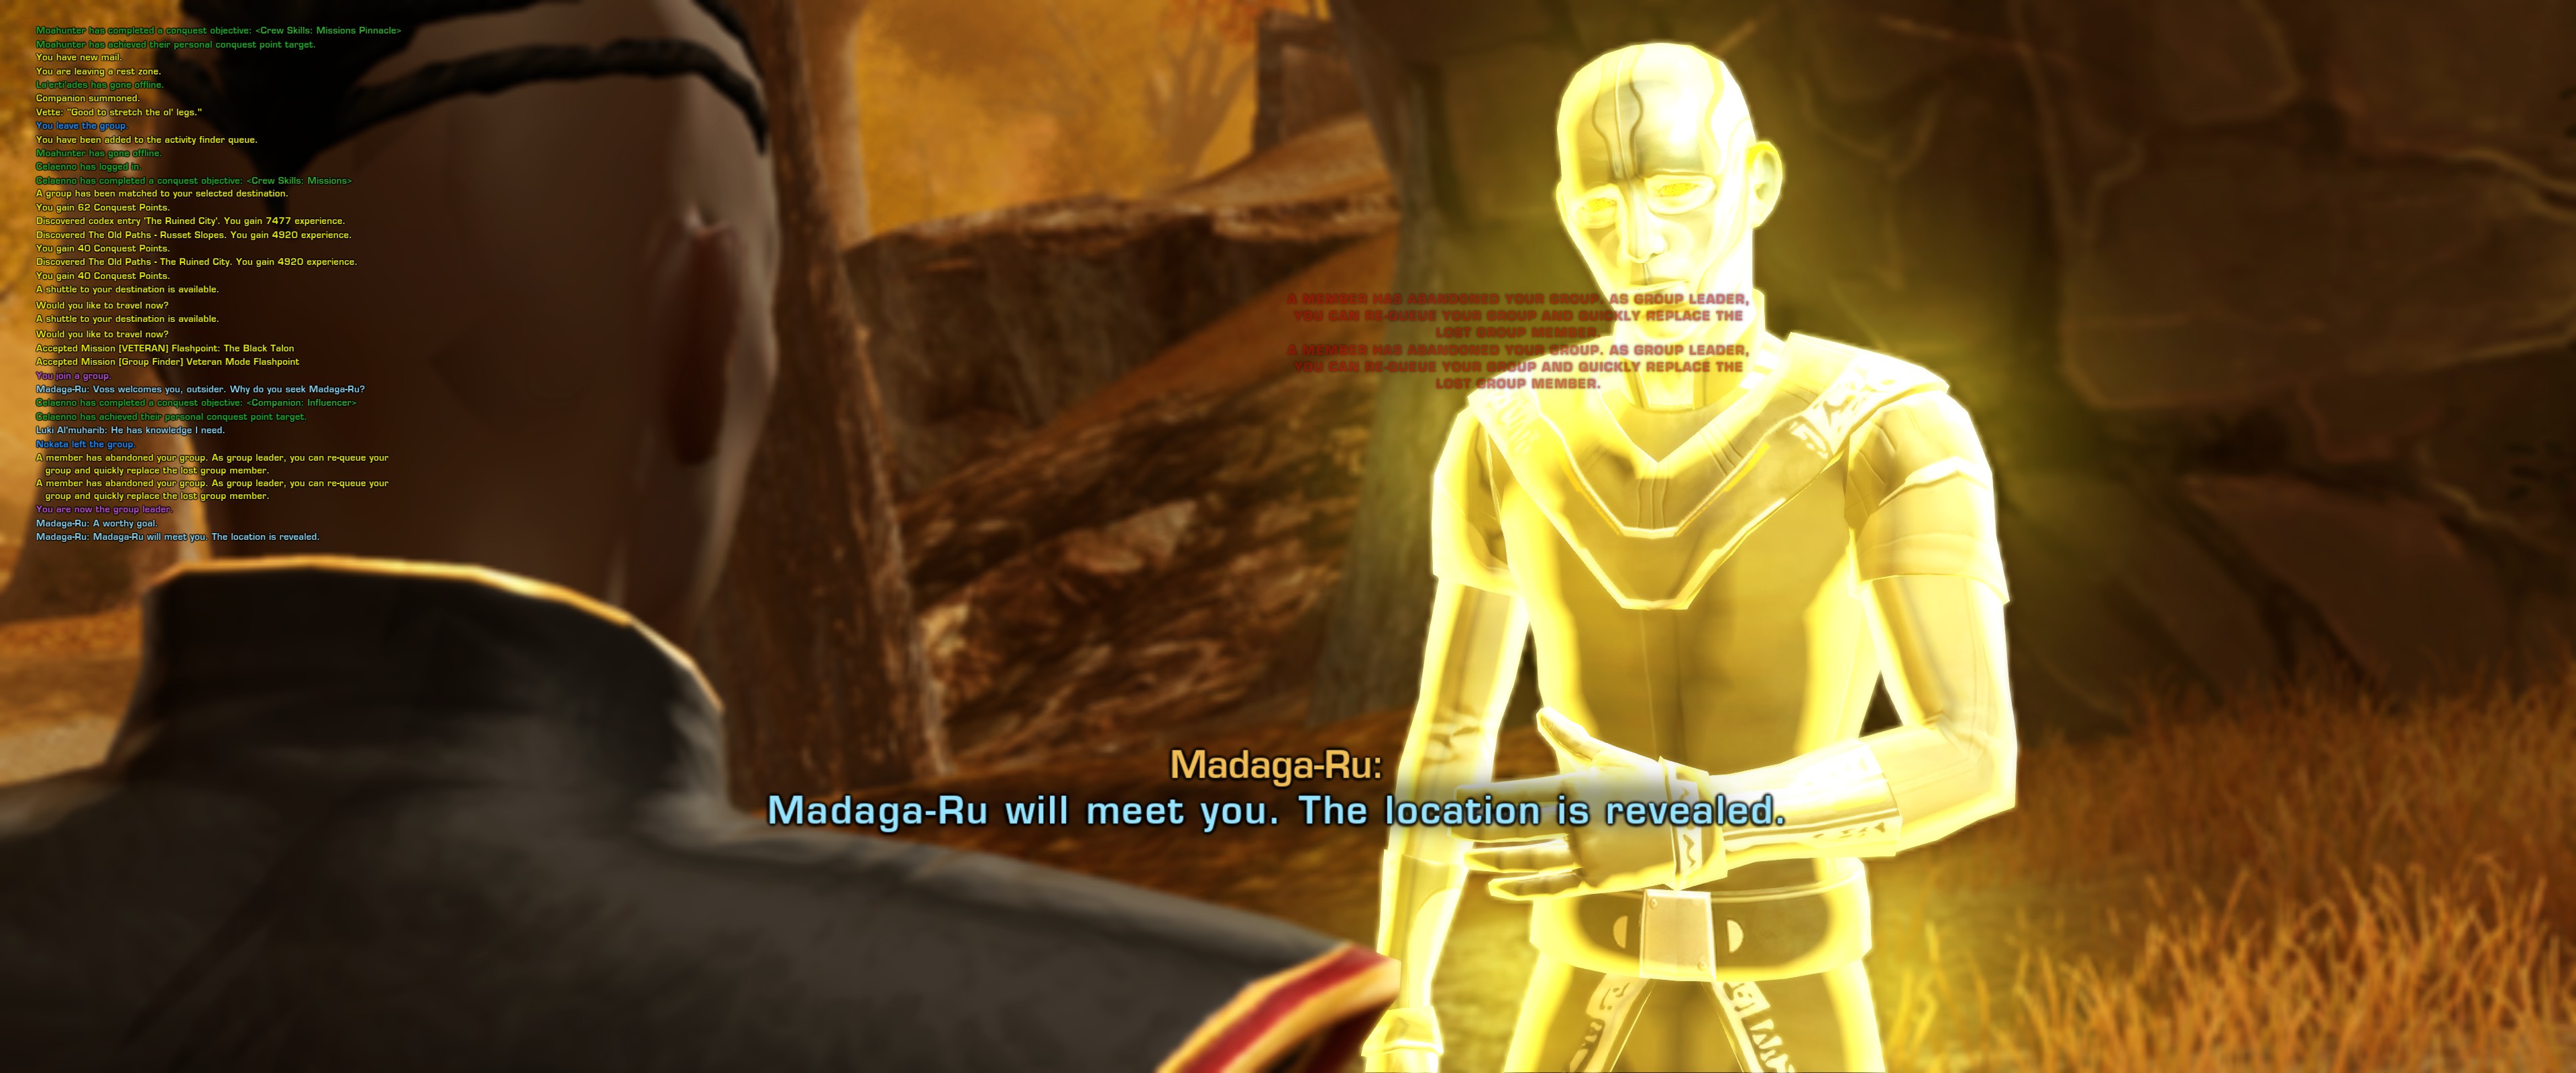 Moahunter has completed a conquest objective: <Crew Skills: Missions Pinnacle>
Moahunter has achieved their personal conquest point target.
You have new mail.
You are leaving a rest zone.
La'erti'ades has gone offline.
Companion summoned.
Vette: "Good to stretch the ol' legs."
You leave the group.
You have been added to the activity finder queue.
Moahunter has gone offline.
Celaenno has logged in.
Celaenno has completed a conquest objective: <Crew Skills: Missions>
A group has been matched to your selected destination.
You gain 62 Conquest Points.
Discovered codex entry 'The Ruined City'. You gain 7477 experience.
Discovered The Old Paths - Russet Slopes. You gain 4920 experience.
You gain 40 Conquest Points.
Discovered The Old Paths - The Ruined City. You gain 4920 experience.
You gain 40 Conquest Points.
A shuttle to your destination is available.
Would you like to travel now?
A shuttle to your destination is available.
Would you like to travel now?
Accepted Mission [VETERAN] Flashpoint: The Black Talon
Accepted Mission [Group Finder] Veteran Mode Flashpoint
You join a group.
Madaga-Ru: Voss welcomes you, outsider. Why do you seek Madaga-Ru?
Celaenno has completed a conquest objective: <Companion: Influencer>
Celaenno has achieved their personal conquest point target.
Luki Al'muharib: He has knowledge I need.
Nokata left the group.
A member has abandoned your group. As group leader, you can re-queue your
group and quickly replace the lost group member.
A member has abandoned your group. As group leader, you can re-queue your
group and quickly replace the lost group member.
You are now the group leader.
Madaga-Ru: A worthy goal.
Madaga-Ru: Madaga-Ru will meet you. The location is revealed.
A MEMBER HAS ABANDONED YOUR GROUP. AS GROUP LEADER,
YOU CAN RE-QUEUE YOUR GROUP AND QUICKLY REPLACE THE
LOST GROUP MEMBER.
A MEMBER HAS ABANDONED YOUR GROUP. AS GROUP LEADER,
YOU CAN RE-QUEUE YOUR GROUP AND QUICKLY REPLACE THE
LOST GROUP MEMBER.
Madaga-Ru:
Madaga-Ru will meet you. The location is revealed.